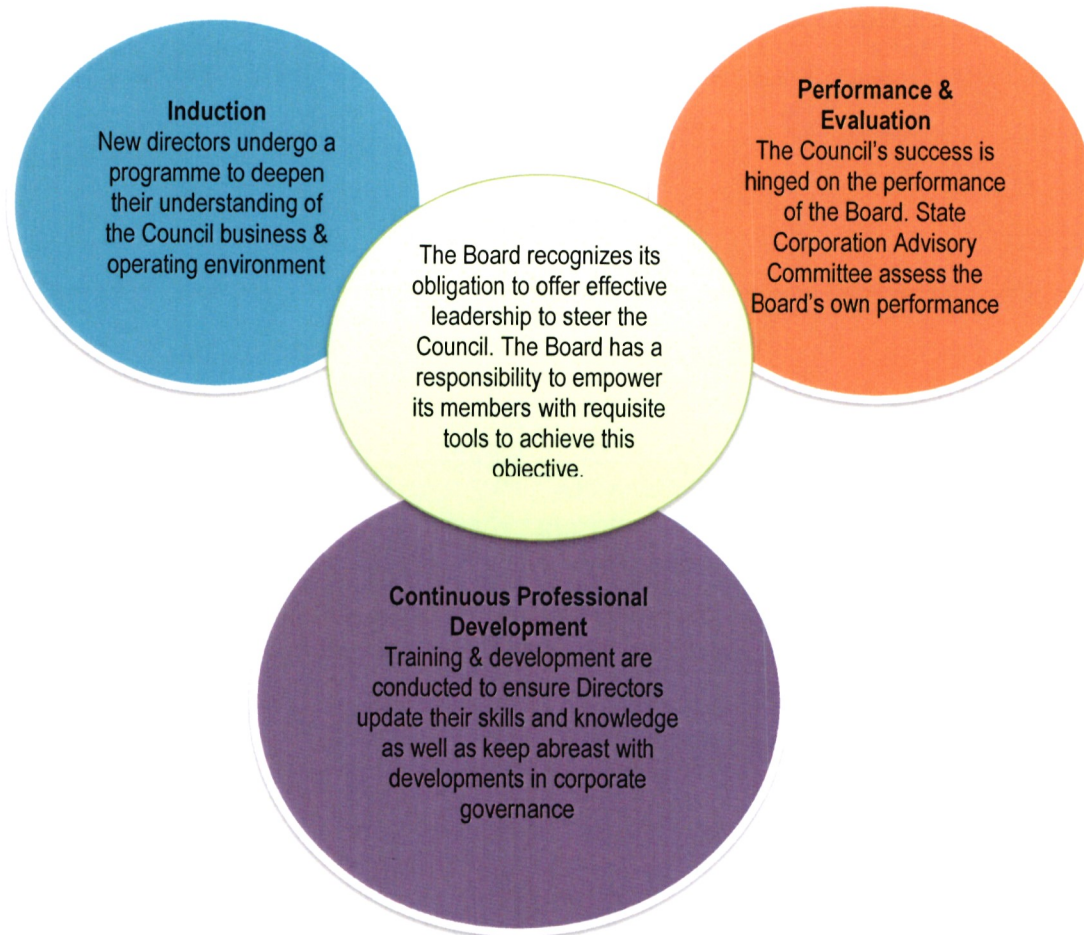 Induction
New directors undergo a
programme to deepen
their understanding of
the Council business &
operating environment
Performance &
Evaluation
The Council's success is
hinged on the performance
of the Board. State
Corporation Advisory
Committee assess the
Board's own performance
The Board recognizes its
obligation to offer effective
leadership to steer the
Council. The Board has a
responsibility to empower
its members with requisite
tools to achieve this
objective.
Continuous Professional
Development
Training & development are
conducted to ensure Directors
update their skills and knowledge
as well as keep abreast with
developments in corporate
governance